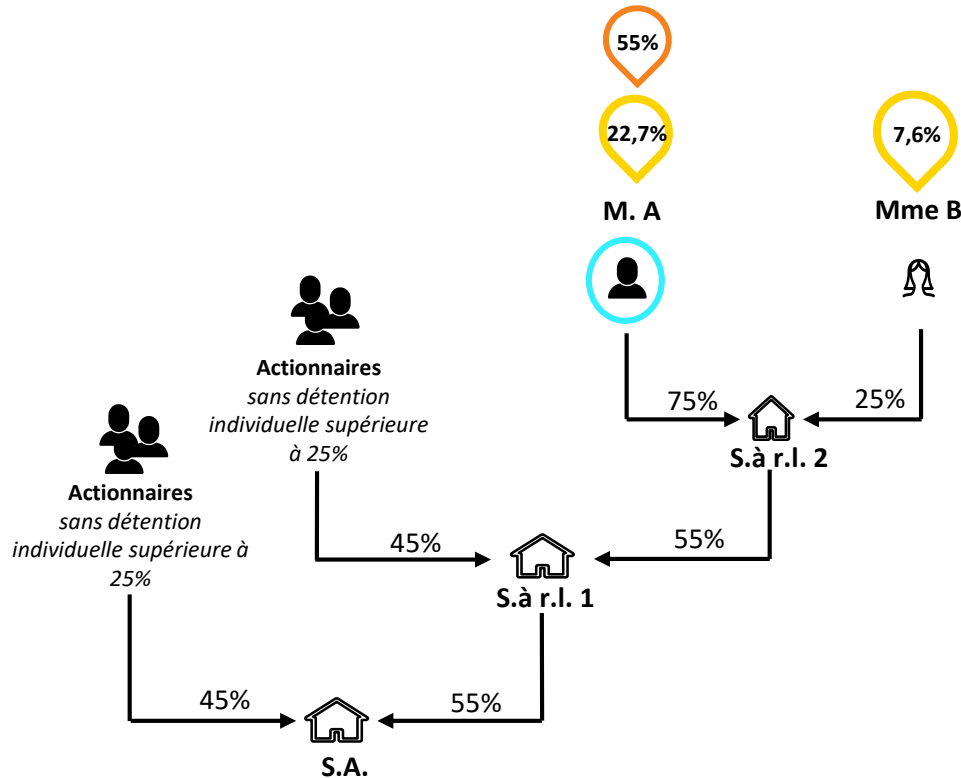 55%
22,7%
7,6%
M. A
Mme B
Actionnaires
sans détention
individuelle supérieure
à 25%
75%
25%
S.à r.l. 2
Actionnaires
sans détention
individuelle supérieure à
25%
45%
55%
S.à r.l. 1
45%
55%
S.A.